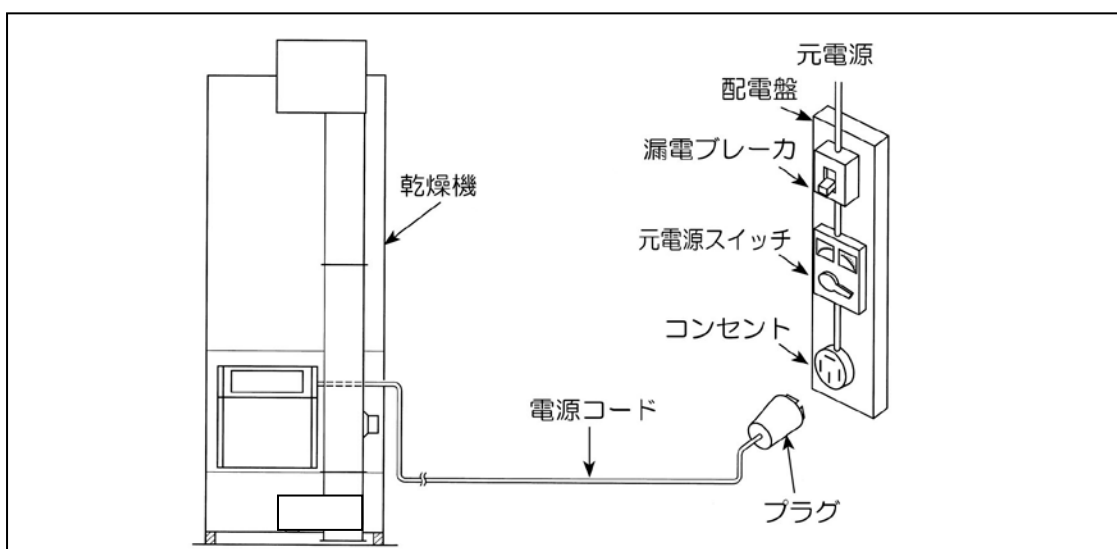 元電源
配電盤
漏電ブレーカ
乾燥機
元電源スイッチ
コンセント
電源コード
プラグ